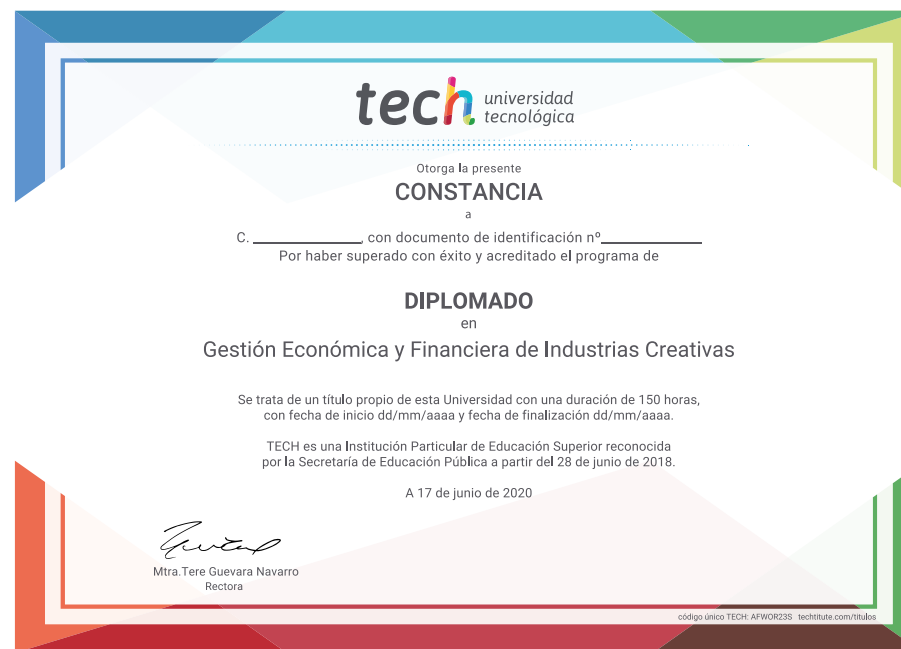 tech universidad
tecnológica
Otorga la presente
CONSTANCIA
a
C. ____________, con documento de identificación nº___________
Por haber superado con éxito y acreditado el programa de
DIPLOMADO
en
Gestión Económica y Financiera de Industrias Creativas
Se trata de un título propio de esta Universidad con una duración de 150 horas,
con fecha de inicio dd/mm/aaaa y fecha de finalización dd/mm/aaaa.
TECH es una Institución Particular de Educación Superior reconocida
por la Secretaría de Educación Pública a partir del 28 de junio de 2018.
A 17 de junio de 2020
Mtra.Tere Guevara Navarro
Rectora
código único TECH: AFWOR23S techtitute.com/titulos